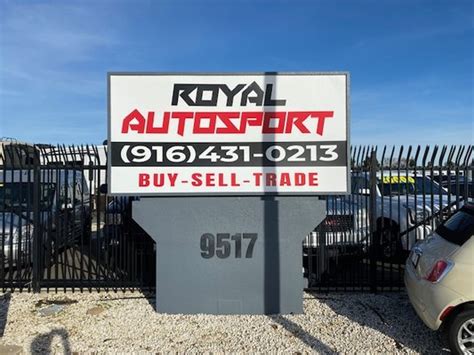 ROYAL
AUTOSPORT
(916)431-0213
BUY-SELL-TRADE
9517